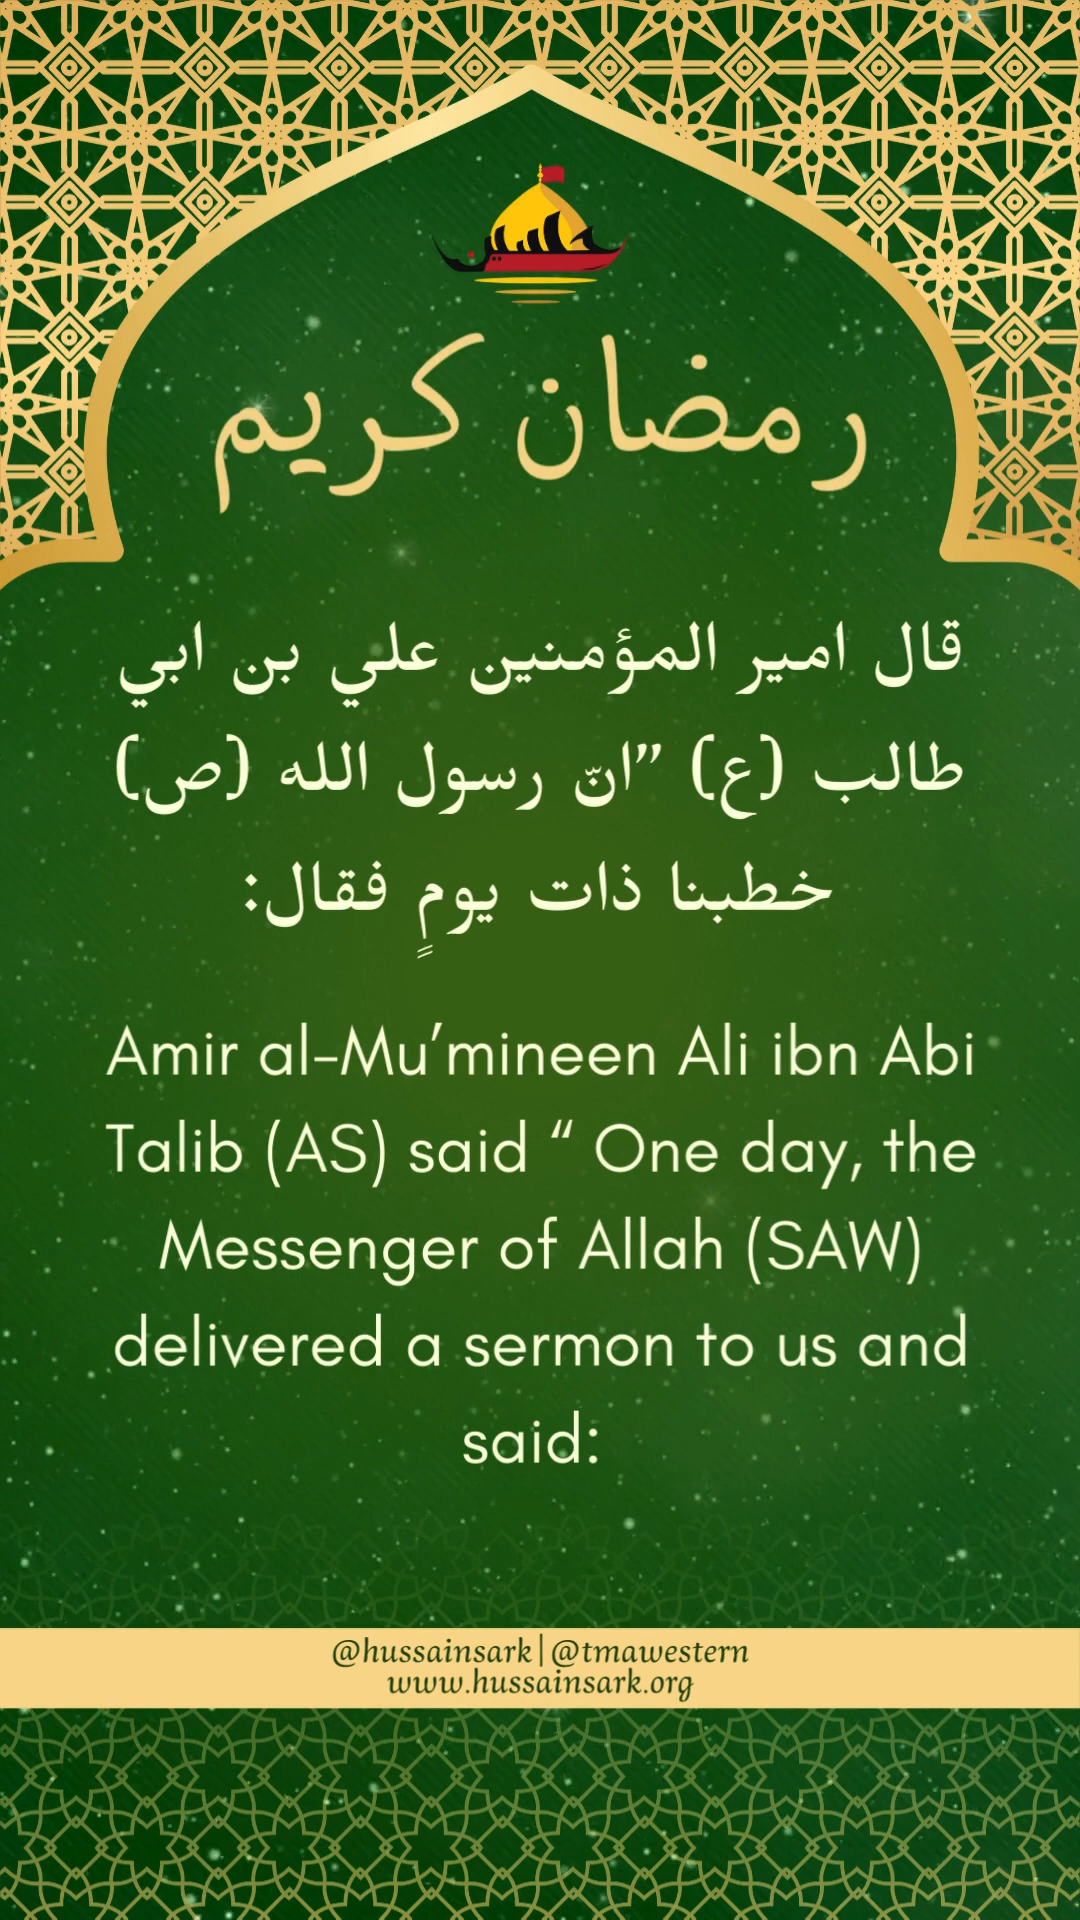 رمضان كريم
قال امير المؤمنين علي بن ابي
طالب (ع) ”انّ رسول الله (ص)
خطبنا ذات يومٍ فقال:
Amir al-Mu’mineen Ali ibn Abi
Talib (AS) said “ One day, the
Messenger of Allah (SAW)
delivered a sermon to us and
said:
@hussainsark|@tmawestern
www.hussainsark.org